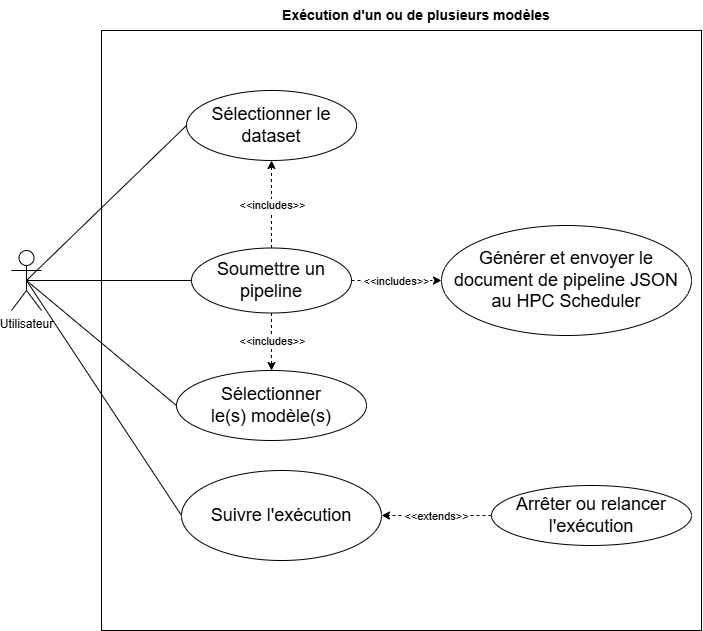 Exécution d'un ou de plusieurs modèles
Sélectionner le
dataset
<<includes>>
Soumettre un
pipeline
<<includes>>
Générer et envoyer le
document de pipeline JSON
au HPC Scheduler
Utilisateur
<<includes>>
Sélectionner
le(s) modèle(s)
Suivre l'exécution
<<extends>>
Arrêter ou relancer
l'exécution